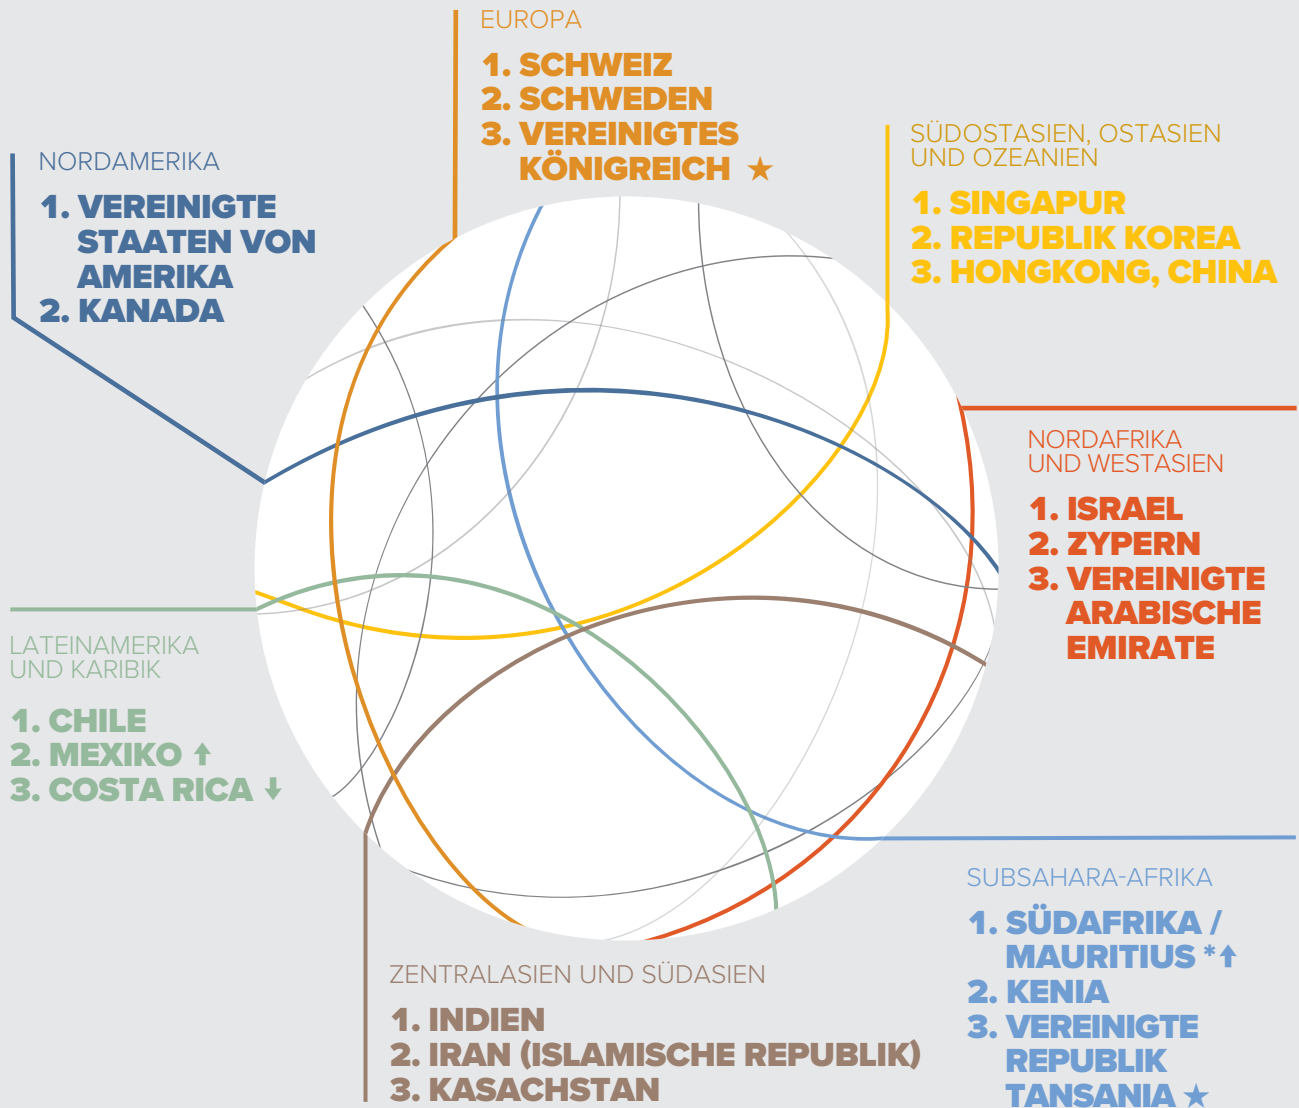 EUROPA
1. SCHWEIZ
2. SCHWEDEN
3. VEREINIGTES
KÖNIGREICH ★
NORDAMERIKA
1. VEREINIGTE
STAATEN VON
AMERIKA
2. KANADA
SÜDOSTASIEN, OSTASIEN
UND OZEANIEN
1. SINGAPUR
2. REPUBLIK KOREA
3. HONGKONG, CHINA
NORDAFRIKA
UND WESTASIEN
1. ISRAEL
2. ZYPERN
3. VEREINIGTE
ARABISCHE
EMIRATE
LATEINAMERIKA
UND KARIBIK
1. CHILE
2. MEXIKO ↑
3. COSTA RICA ↓
SUBSAHARA-AFRIKA
1. SÜDAFRIKA /
MAURITIUS *↑
2. KENIA
3. VEREINIGTE
REPUBLIK
TANSANIA ★
ZENTRALASIEN UND SÜDASIEN
1. INDIEN
2. IRAN (ISLAMISCHE REPUBLIK)
3. KASACHSTAN